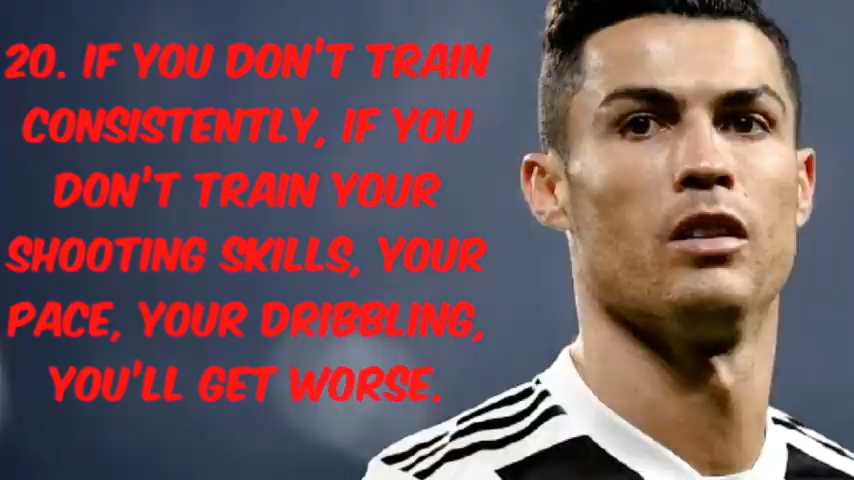 20. IF YOU DON'T TRAIN
CONSISTENTLY, IF YOU
DON'T TRAIN YOUR
SHOOTING SKILLS, YOUR
PACE, YOUR DRIBBLING,
YOU'LL GET WORSE.